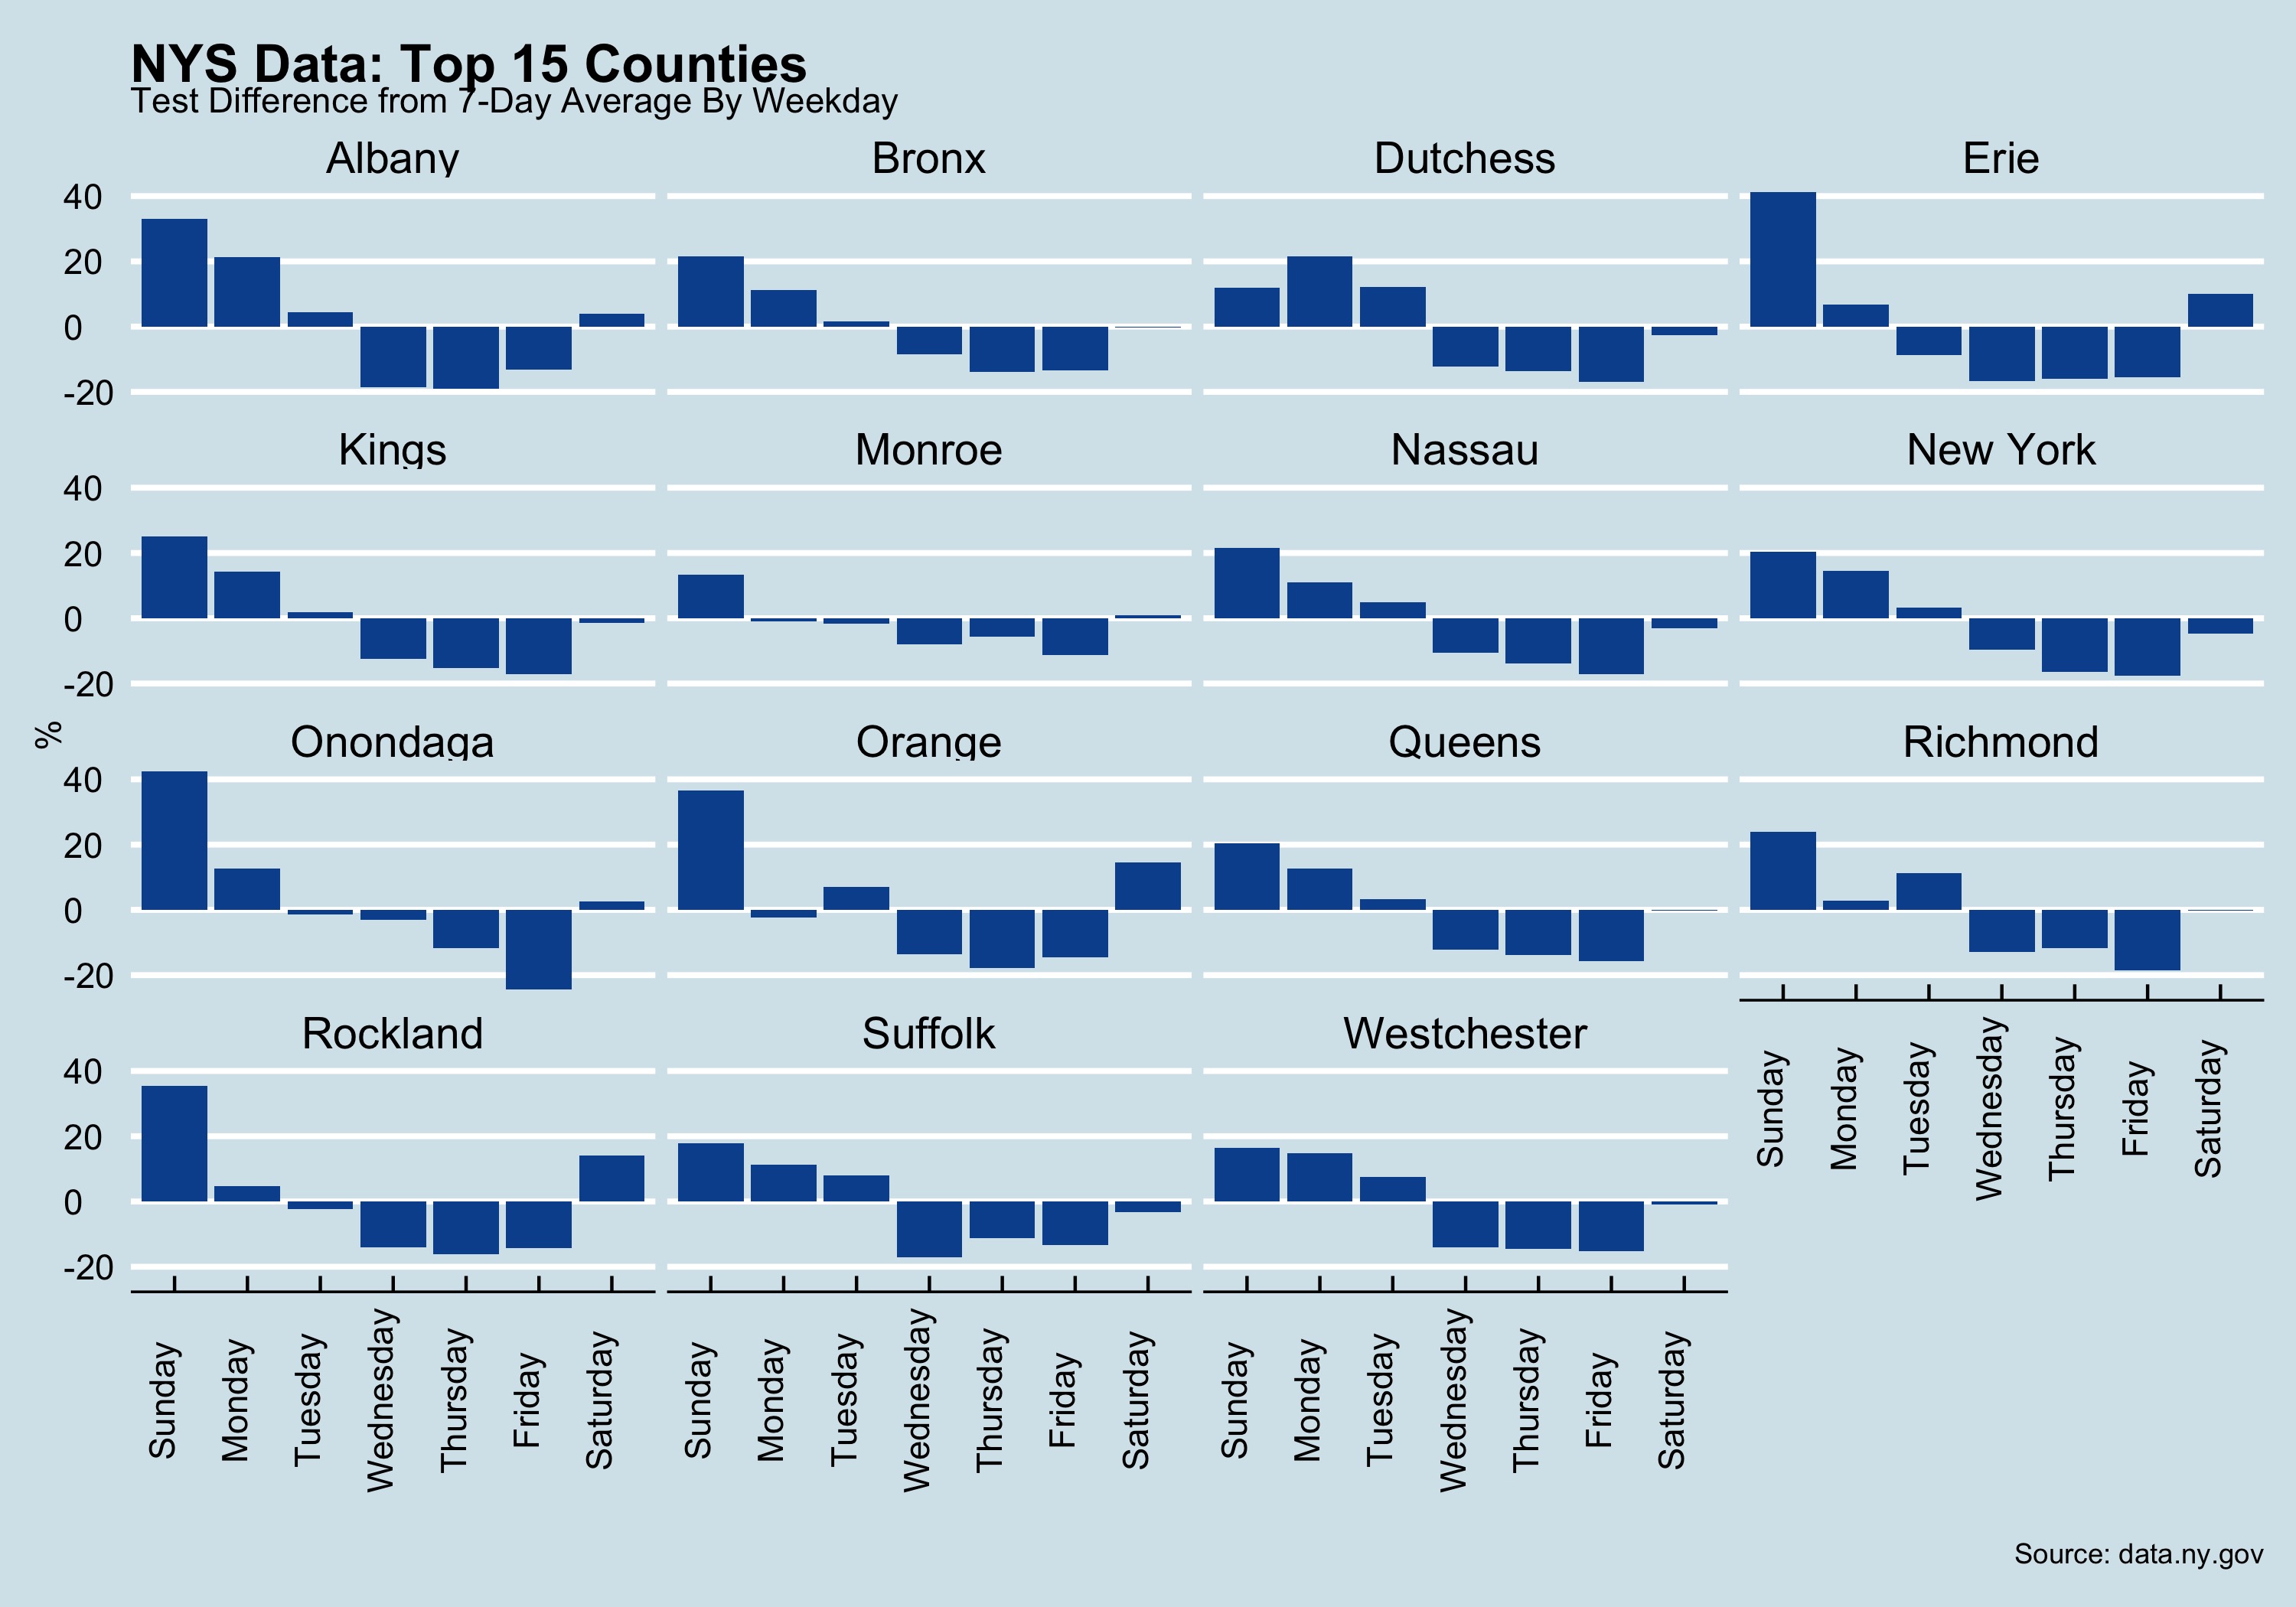 NYS Data: Top 15 Counties
Test Difference from 7-Day Average By Weekday
Albany Bronx Dutchess Erie
40
20
0
-20
Kings Monroe Nassau New York
40
20
0
-20
%
Onondaga Orange Queens Richmond
40
20
0
-20
Sunday Monday Tuesday Wednesday Thursday Friday Saturday
Rockland Suffolk Westchester
40
20
0
-20
Sunday Monday Tuesday Wednesday Thursday Friday Saturday
Sunday Monday Tuesday Wednesday Thursday Friday Saturday
Sunday Monday Tuesday Wednesday Thursday Friday Saturday
Source: data.ny.gov